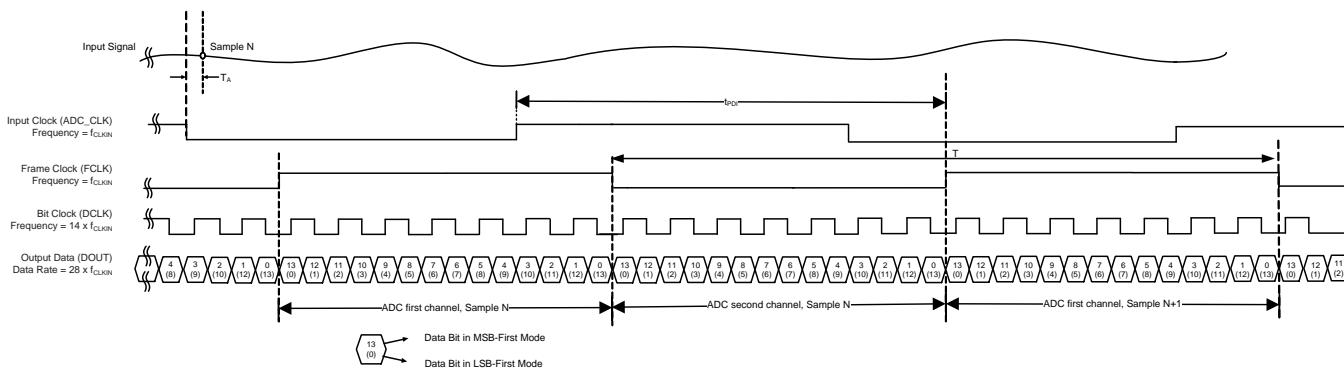 Input Signal
Sample N
T_A
t_PDI
Input Clock (ADC_CLK)
Frequency = f_CLKIN
T
Frame Clock (FCLK)
Frequency = f_CLKIN
Bit Clock (DCLK)
Frequency = 14 x f_CLKIN
Output Data (DOUT)
Data Rate = 28 x f_CLKIN
4 3 2 1 0 13 12 11 10 9 8 7 6 5 4 3 2 1 0 13 12 11 10 9 8 7 6 5 4 3 2 1 0 13 12 11 10 9 8 7 6 5 4 3 2 1 0 13 12 11
(8) (9) (10) (12) (13) (0) (1) (2) (3) (4) (5) (6) (7) (8) (9) (10) (11) (12) (13) (0) (1) (2) (3) (4) (5) (6) (7) (8) (9) (10) (11) (12) (13) (0) (1) (2) (3) (4) (5) (6) (7) (8) (9) (10) (11) (12) (13) (0) (1) (2)
ADC first channel, Sample N
ADC second channel, Sample N
ADC first channel, Sample N+1
13
(0)
Data Bit in MSB-First Mode
Data Bit in LSB-First Mode